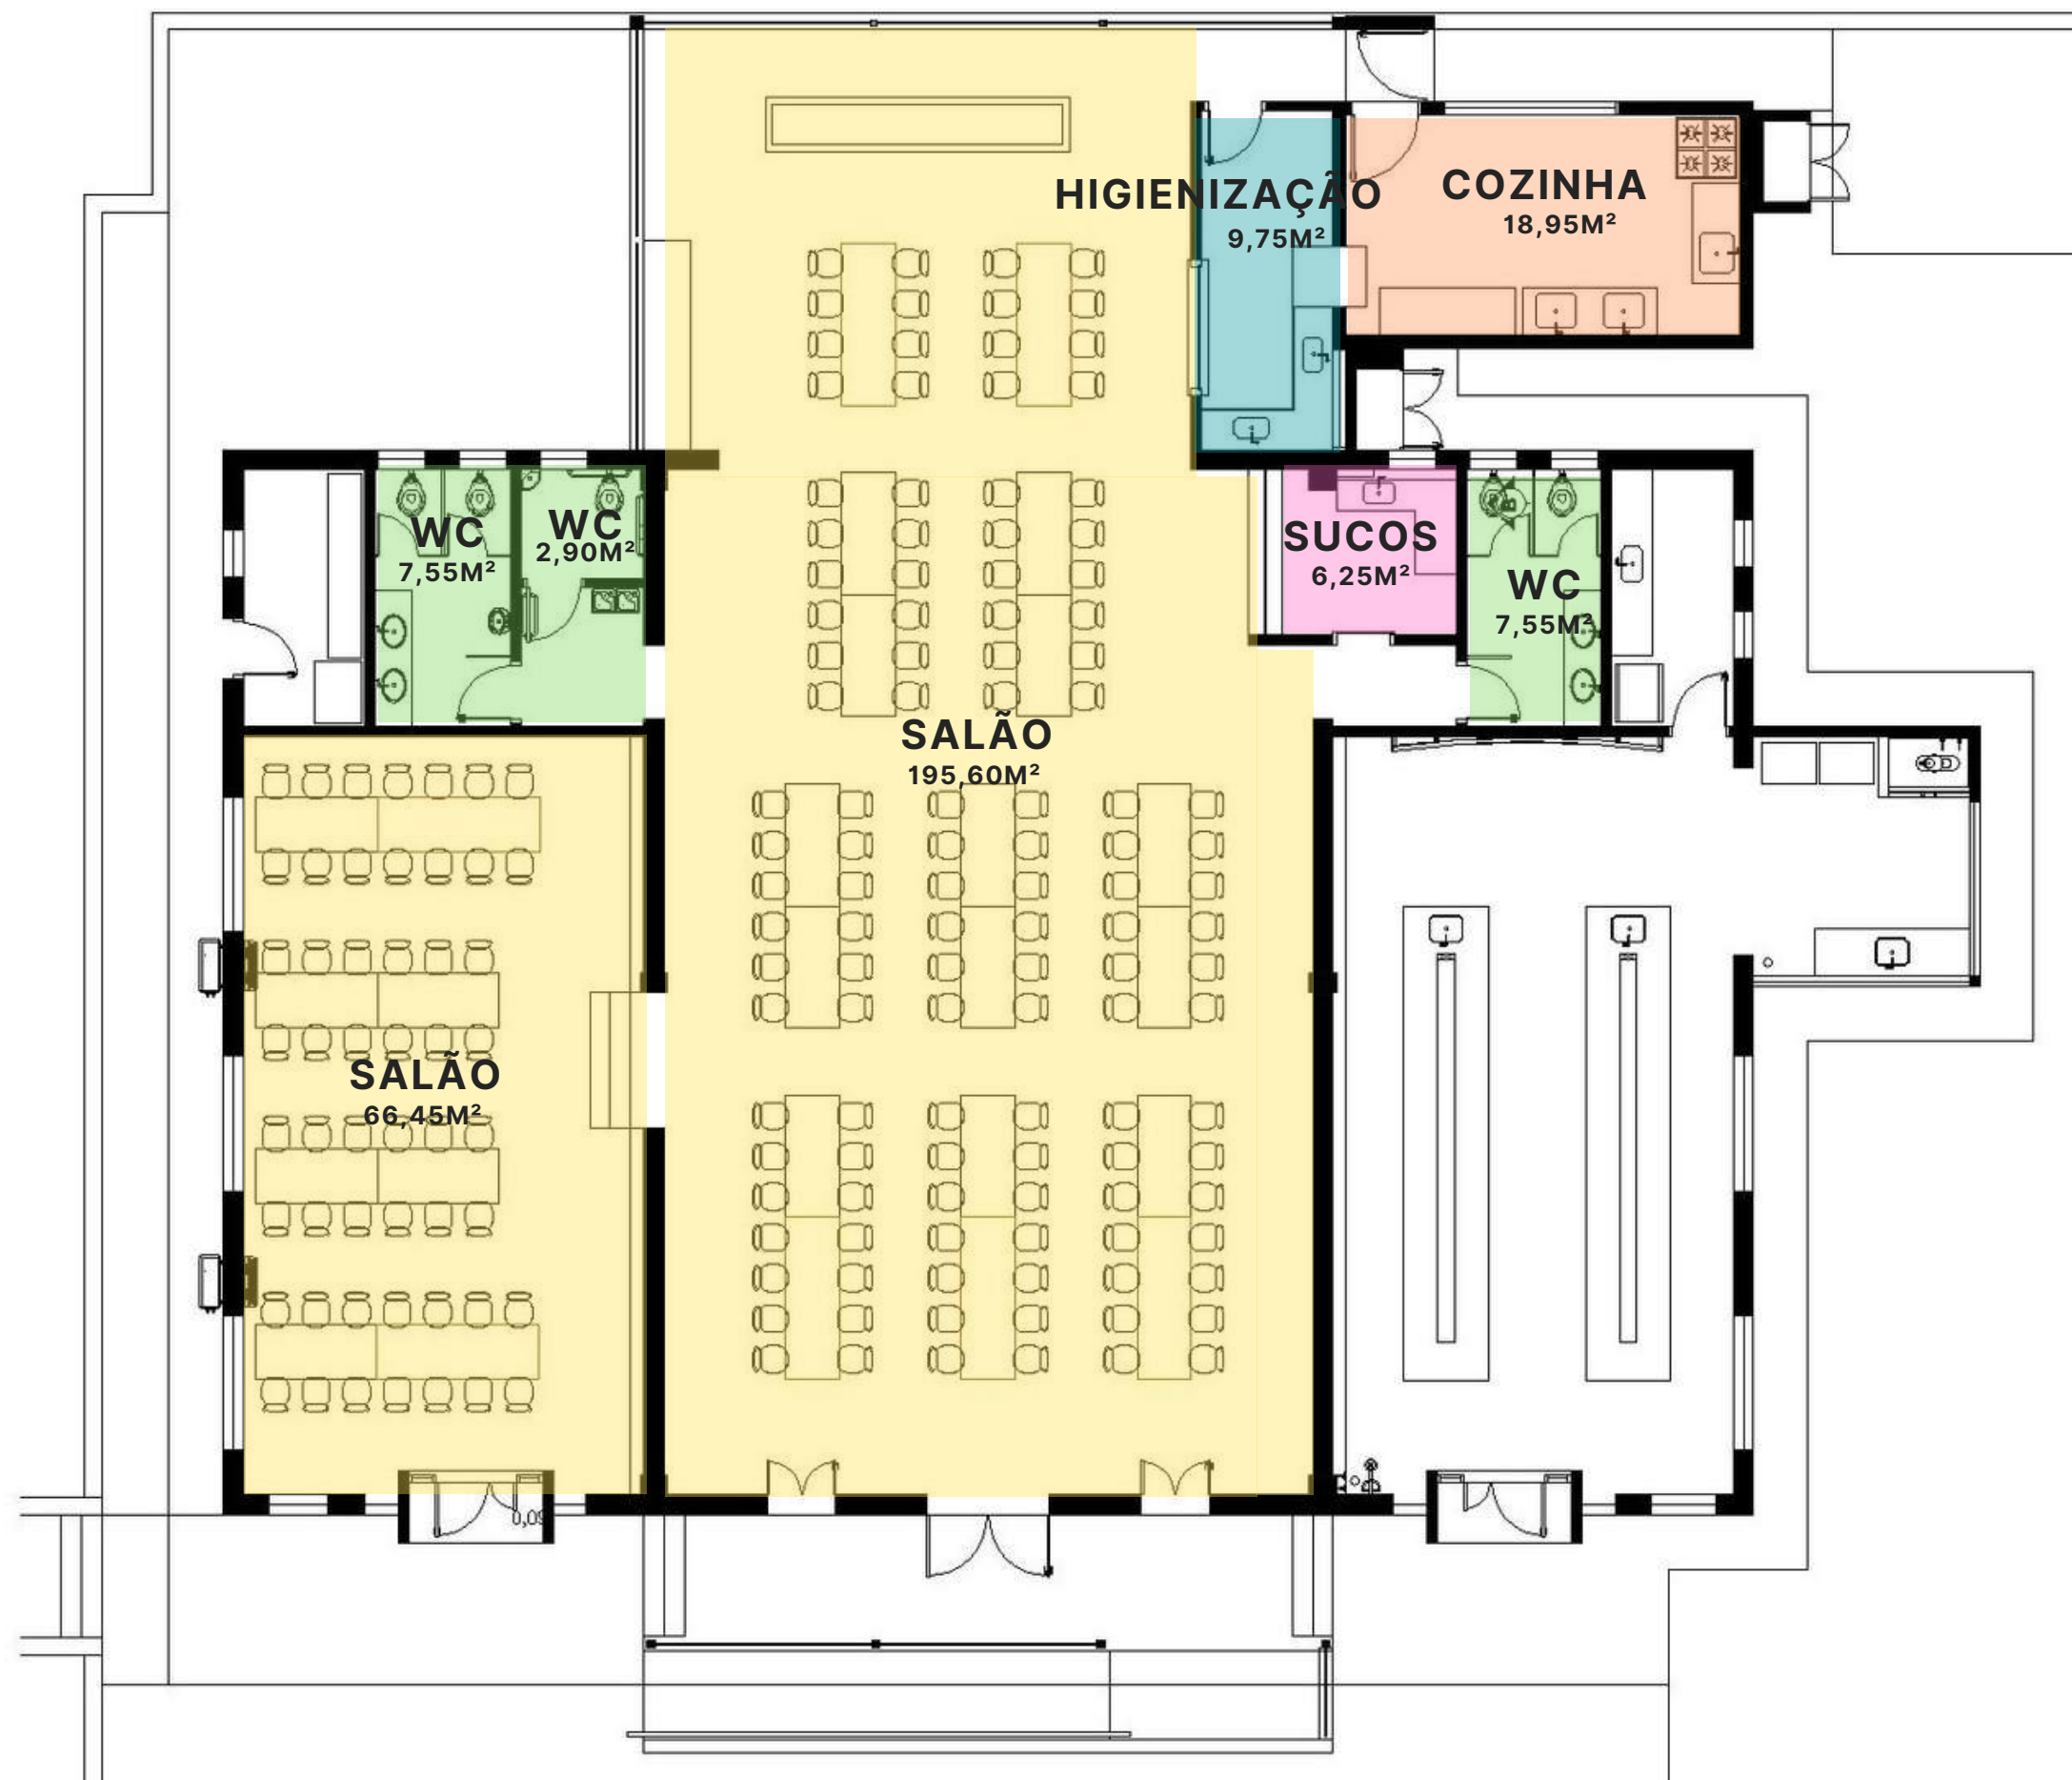 HIGIENIZAÇÃO
9,75M²
COZINHA
18,95M²
WC
7,55M²
WC
2,90M²
SUCOS
6,25M²
WC
7,55M²
SALÃO
195,60M²
SALÃO
66,45M²